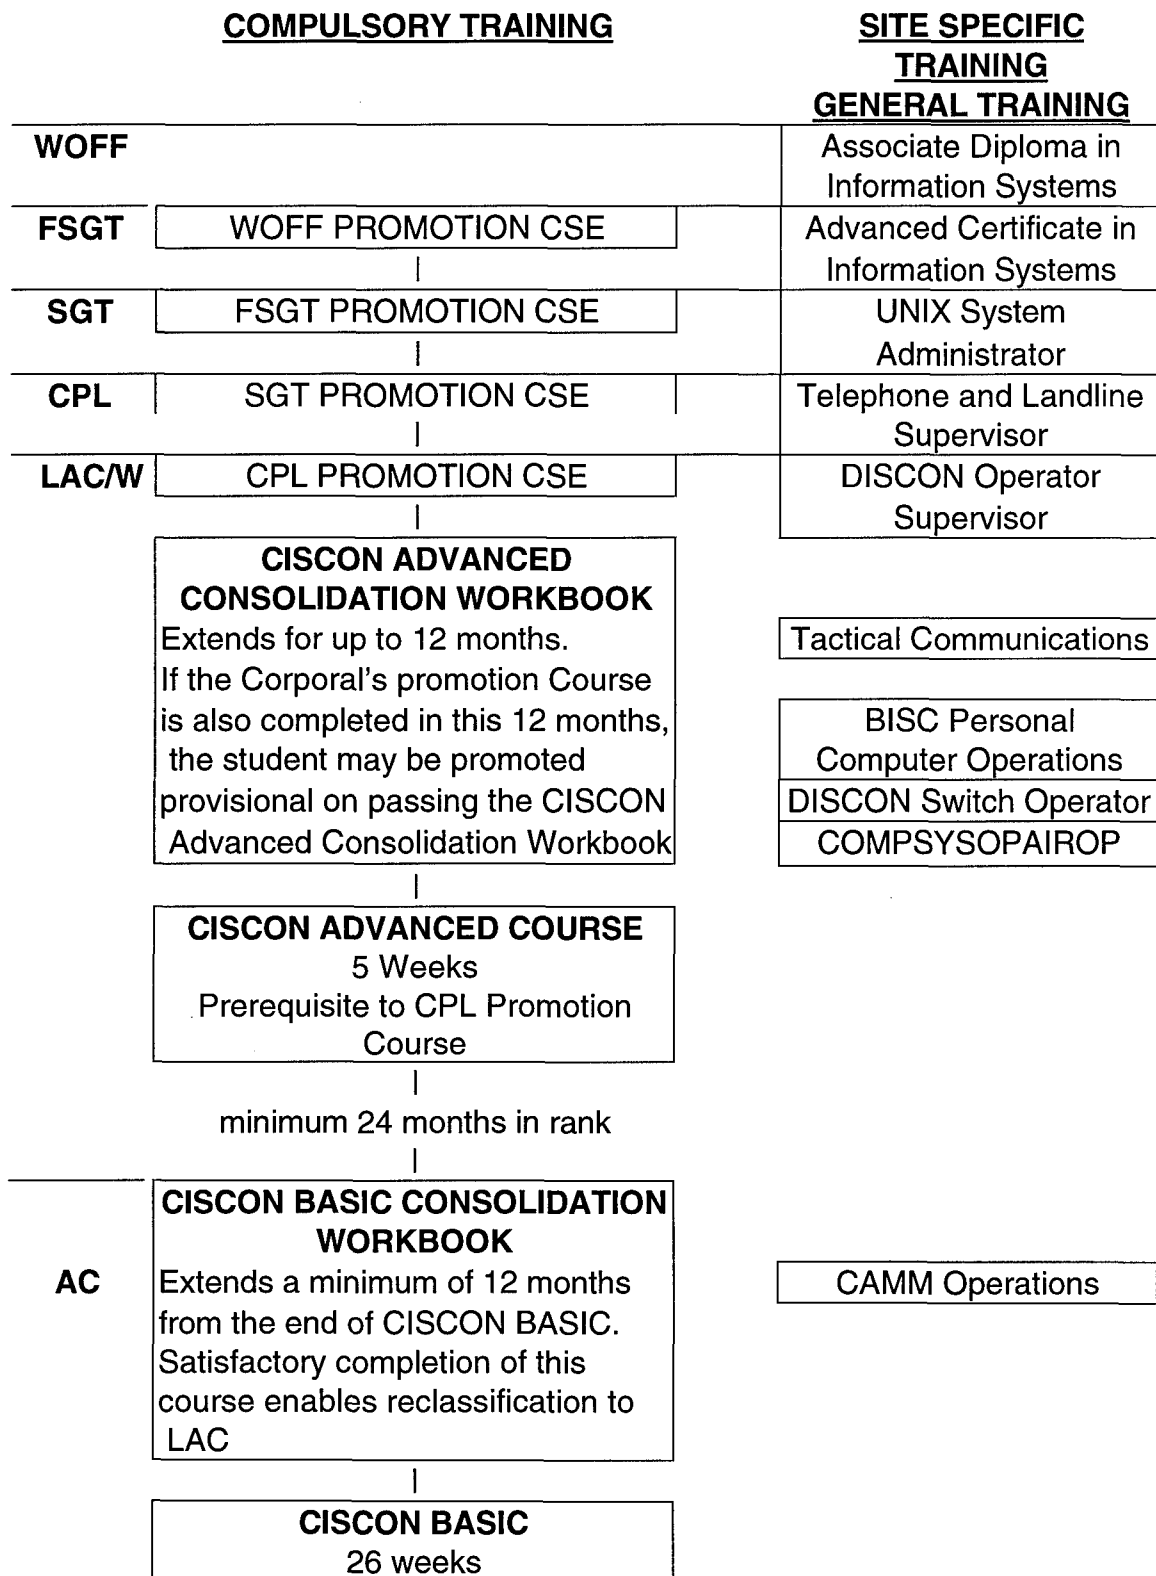 COMPULSORY TRAINING
SITE SPECIFIC
TRAINING
GENERAL TRAINING
WOFF
Associate Diploma in
Information Systems
FSGT
WOFF PROMOTION CSE
Advanced Certificate in
Information Systems
SGT
FSGT PROMOTION CSE
UNIX System
Administrator
CPL
SGT PROMOTION CSE
Telephone and Landline
Supervisor
LAC/W
CPL PROMOTION CSE
DISCON Operator
Supervisor
CISCON ADVANCED
CONSOLIDATION WORKBOOK
Extends for up to 12 months.
If the Corporal's promotion Course
is also completed in this 12 months,
the student may be promoted
provisional on passing the CISCON
Advanced Consolidation Workbook
Tactical Communications
BISC Personal
Computer Operations
DISCON Switch Operator
COMPSYSOPAIROP
CISCON ADVANCED COURSE
5 Weeks
Prerequisite to CPL Promotion
Course
minimum 24 months in rank
AC
CISCON BASIC CONSOLIDATION
WORKBOOK
Extends a minimum of 12 months
from the end of CISCON BASIC.
Satisfactory completion of this
course enables reclassification to
LAC
CAMM Operations
CISCON BASIC
26 weeks